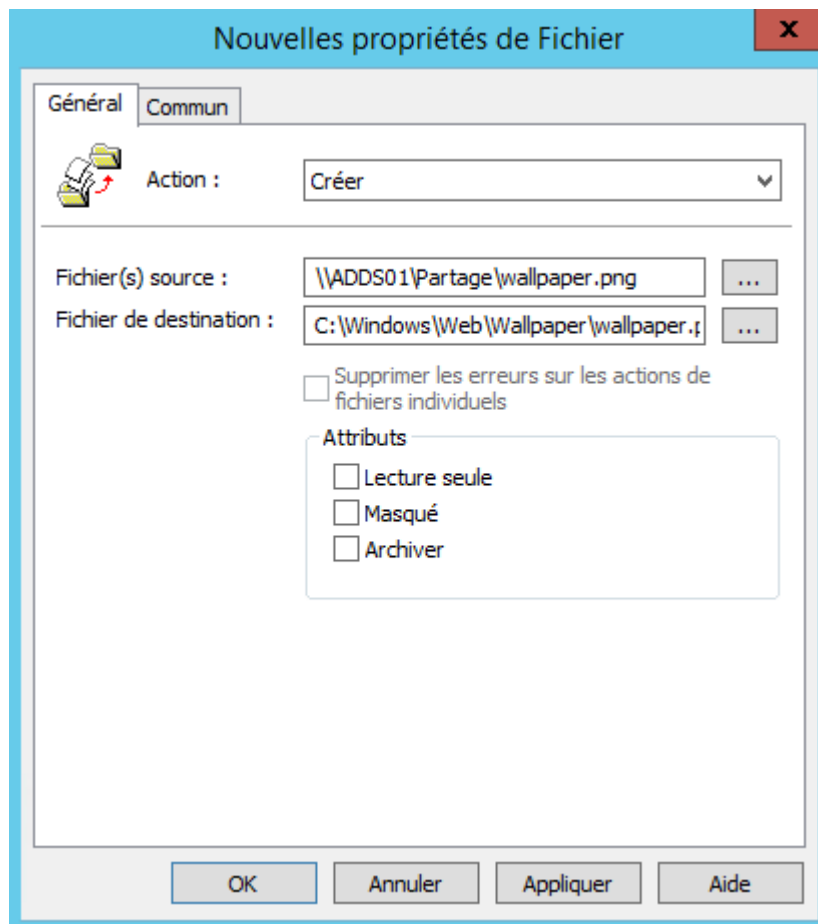 Nouvelles propriétés de Fichier
x
Général Commun
Action : Créer
Fichier(s) source : \\ADDS01\Partage\wallpaper.png ...
Fichier de destination : C:\Windows\Web\Wallpaper\wallpaper.p ...
Supprimer les erreurs sur les actions de
fichiers individuels
Attributs
Lecture seule
Masqué
Archiver
OK Annuler Appliquer Aide